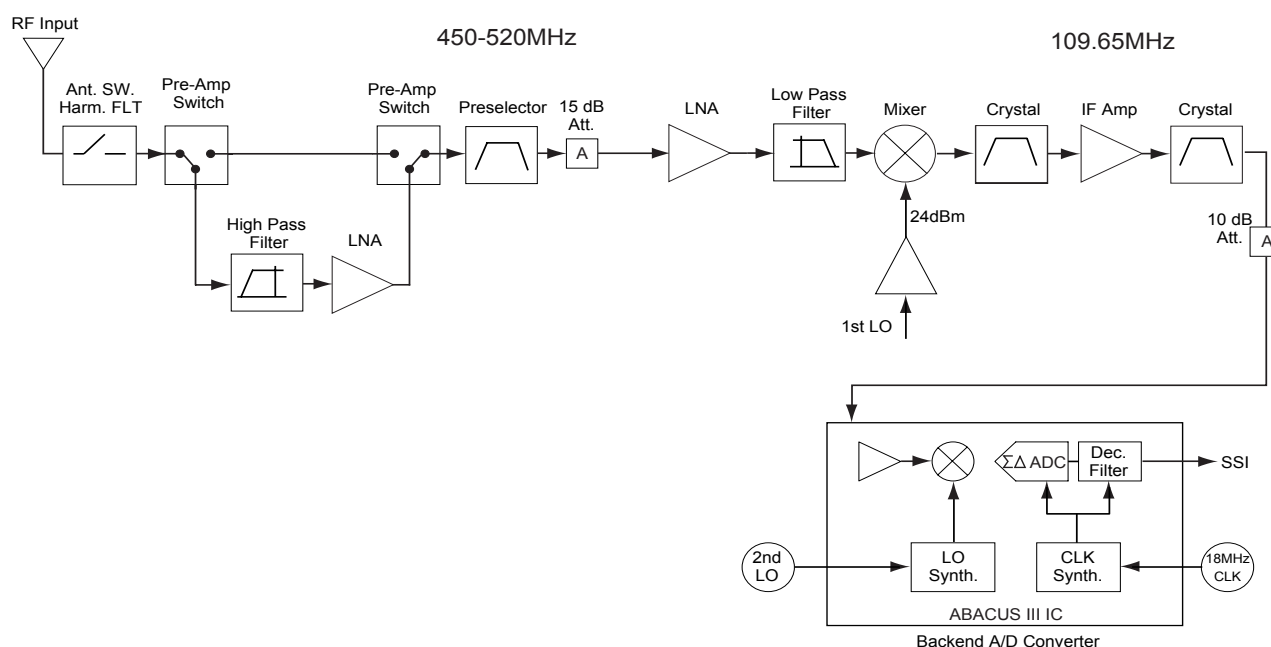 RF Input
450-520MHz
109.65MHz
Ant. SW.
Harm. FLT
Pre-Amp
Switch
Pre-Amp
Switch
Preselector
15 dB
Att.
A
LNA
Low Pass
Filter
Mixer
Crystal
IF Amp
Crystal
High Pass
Filter
LNA
24dBm
1st LO
10 dB
Att.
A
ΣΔ ADC
Dec.
Filter
SSI
2nd
LO
LO
Synth.
CLK
Synth.
18MHz
CLK
ABACUS III IC
Backend A/D Converter